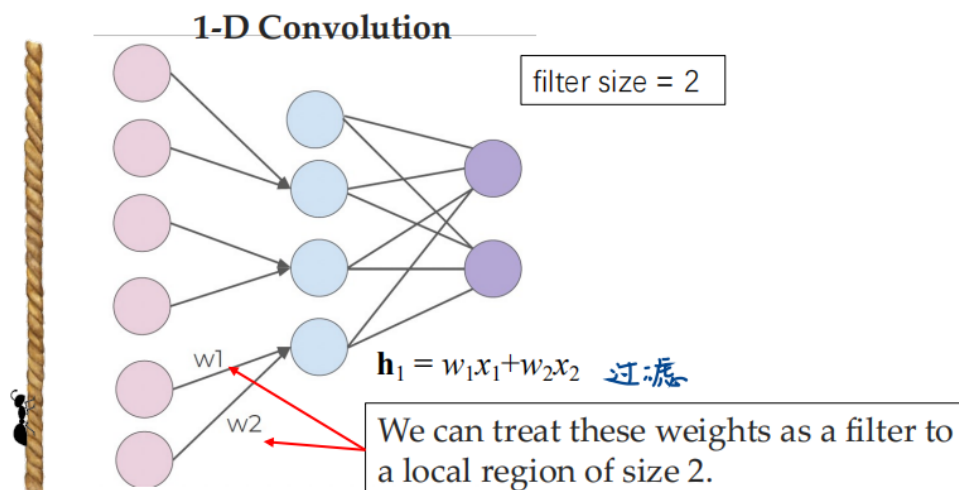 1-D Convolution
filter size = 2
w1
w2
h₁ = w₁x₁+w₂x₂ 过滤
We can treat these weights as a filter to
a local region of size 2.